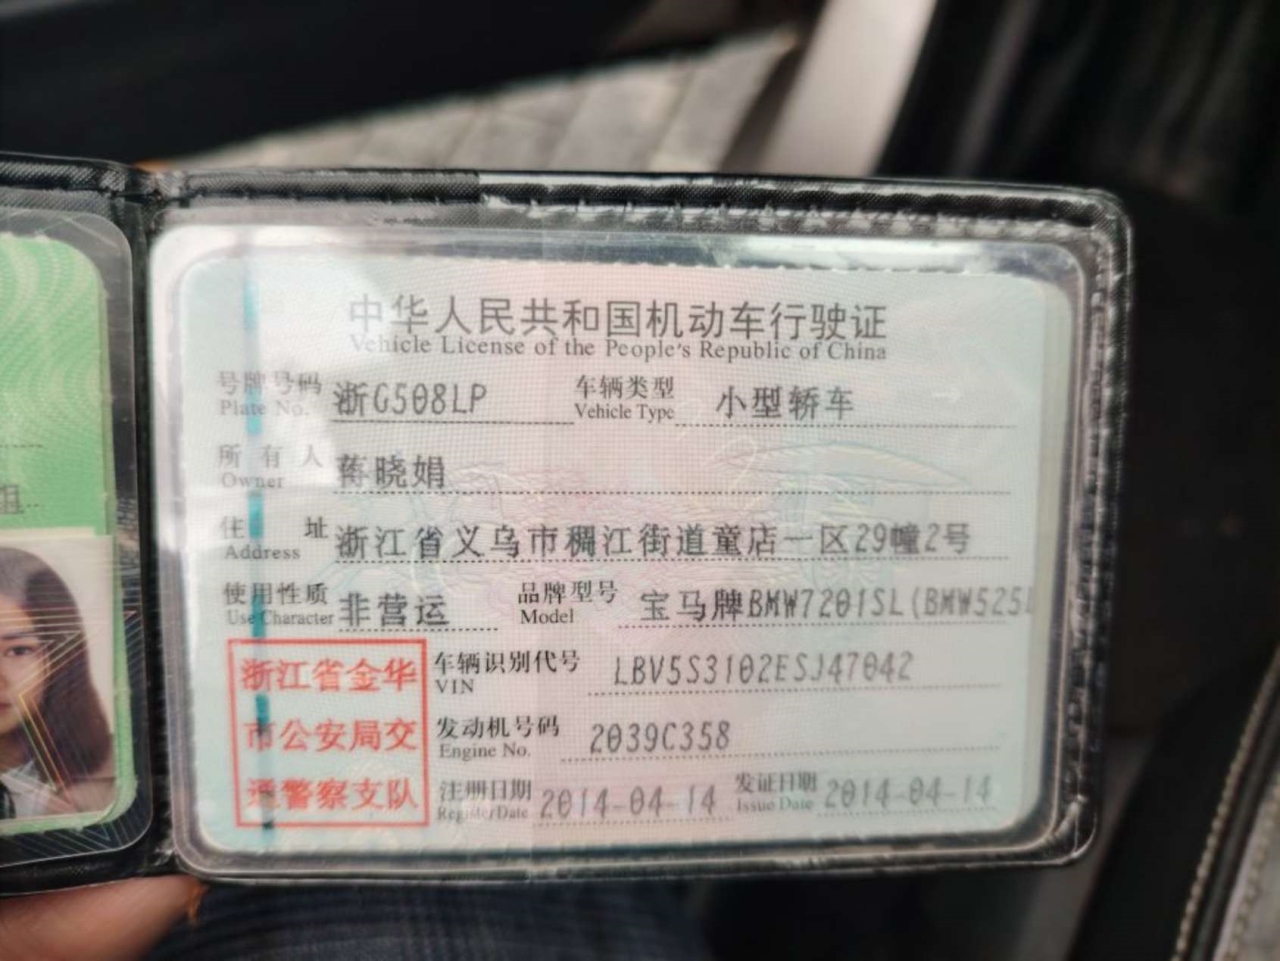 中华人民共和国机动车行驶证
Vehicle License of the People's Republic of China
号牌号码 浙G508LP 车辆类型 小型轿车
Plate No. Vehicle Type
所有人 蒋晓娟
Owner
住址 浙江省义乌市稠江街道童店一区29幢2号
Address
使用性质 非营运 品牌型号 宝马牌BMW7201SL(BMW525L
Use Character Model
浙江省金华
市公安局交
通警察支队
车辆识别代号 LBV5S3102ESJ47042
VIN
发动机号码 2039C358
Engine No.
注册日期 2014-04-14 发证日期 2014-04-14
Register Date Issue Date